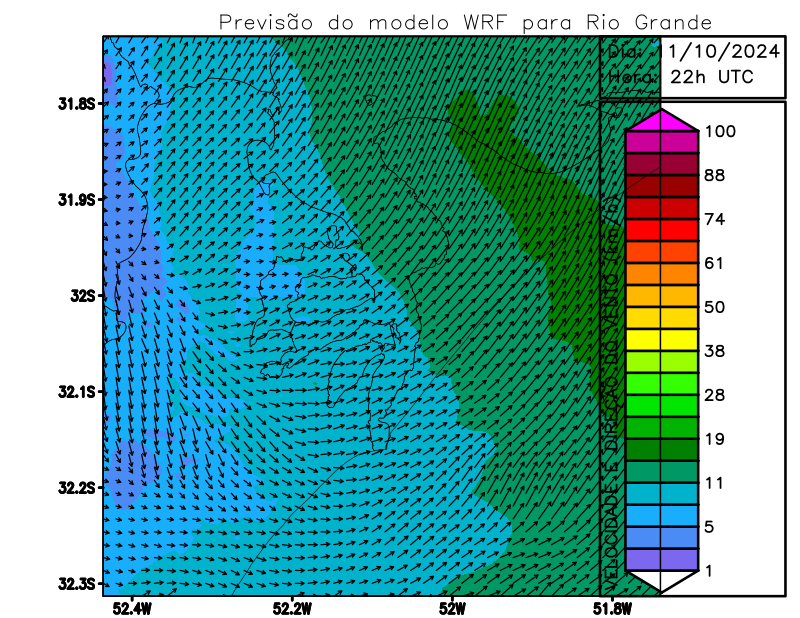 Previsão do modelo WRF para Rio Grande
Dia: 11/10/2024
Hora: 22h UTC
31.8S
31.9S
32S
32.1S
32.2S
32.3S
52.4W
52.2W
52W
51.8W
VELOCIDADE E DIREÇÃO DO VENTO (Km/h)
100
88
74
61
50
38
28
19
11
5
1